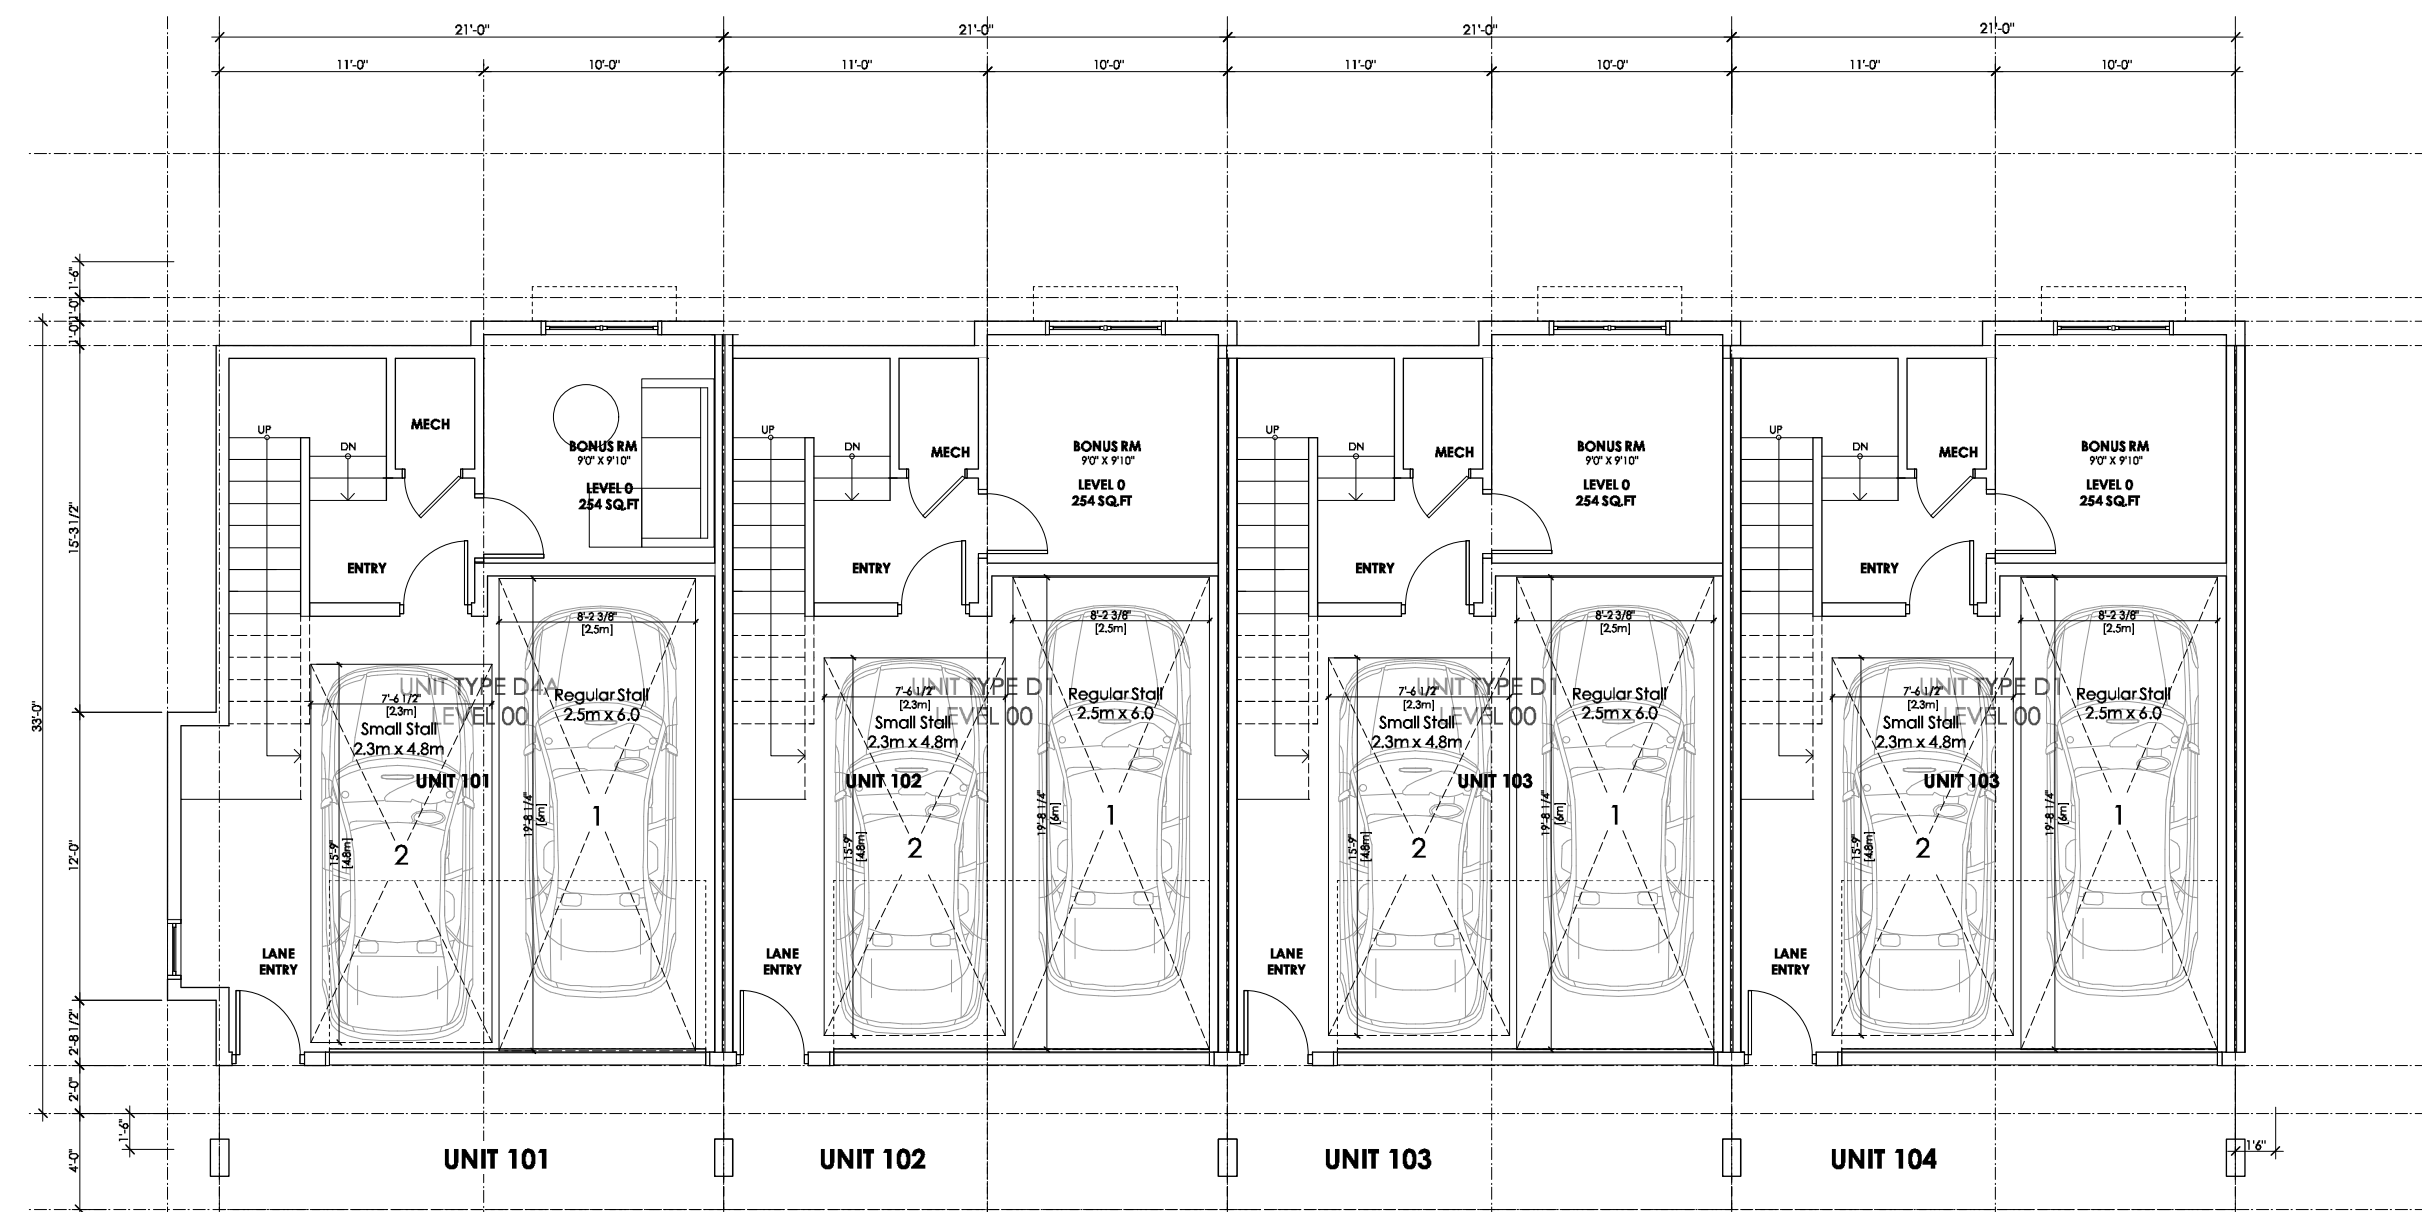 21'-0" 21'-0" 21'-0" 21'-0"
11'-0" 10'-0" 11'-0" 10'-0" 11'-0" 10'-0" 11'-0" 10'-0"
1'-6"
1'-0"
1'-0"
15'-3 1/2"
33'-0"
12'-0"
2'-8 1/2"
2'-0"
1'-6"
4'-0"
UP
DN
MECH
BONUS RM
9'0" X 9'10"
LEVEL 0
254 SQ.FT
ENTRY
8'-2 3/8"
[2.5m]
UNIT TYPE D4A
LEVEL 00
7'-6 1/2"
[2.3m]
Small Stall
2.3m x 4.8m
Regular Stall
2.5m x 6.0
UNIT 101
19'-8 1/4"
[6m]
1
15'-9"
[4.8m]
2
LANE
ENTRY
UP
DN
MECH
BONUS RM
9'0" X 9'10"
LEVEL 0
254 SQ.FT
ENTRY
8'-2 3/8"
[2.5m]
UNIT TYPE D1
LEVEL 00
7'-6 1/2"
[2.3m]
Small Stall
2.3m x 4.8m
Regular Stall
2.5m x 6.0
UNIT 102
19'-8 1/4"
[6m]
1
15'-9"
[4.8m]
2
LANE
ENTRY
UP
DN
MECH
BONUS RM
9'0" X 9'10"
LEVEL 0
254 SQ.FT
ENTRY
8'-2 3/8"
[2.5m]
UNIT TYPE D1
LEVEL 00
7'-6 1/2"
[2.3m]
Small Stall
2.3m x 4.8m
Regular Stall
2.5m x 6.0
UNIT 103
19'-8 1/4"
[6m]
1
15'-9"
[4.8m]
2
LANE
ENTRY
UP
DN
MECH
BONUS RM
9'0" X 9'10"
LEVEL 0
254 SQ.FT
ENTRY
8'-2 3/8"
[2.5m]
UNIT TYPE D1
LEVEL 00
7'-6 1/2"
[2.3m]
Small Stall
2.3m x 4.8m
Regular Stall
2.5m x 6.0
UNIT 103
19'-8 1/4"
[6m]
1
15'-9"
[4.8m]
2
LANE
ENTRY
1'6"
UNIT 101 UNIT 102 UNIT 103 UNIT 104